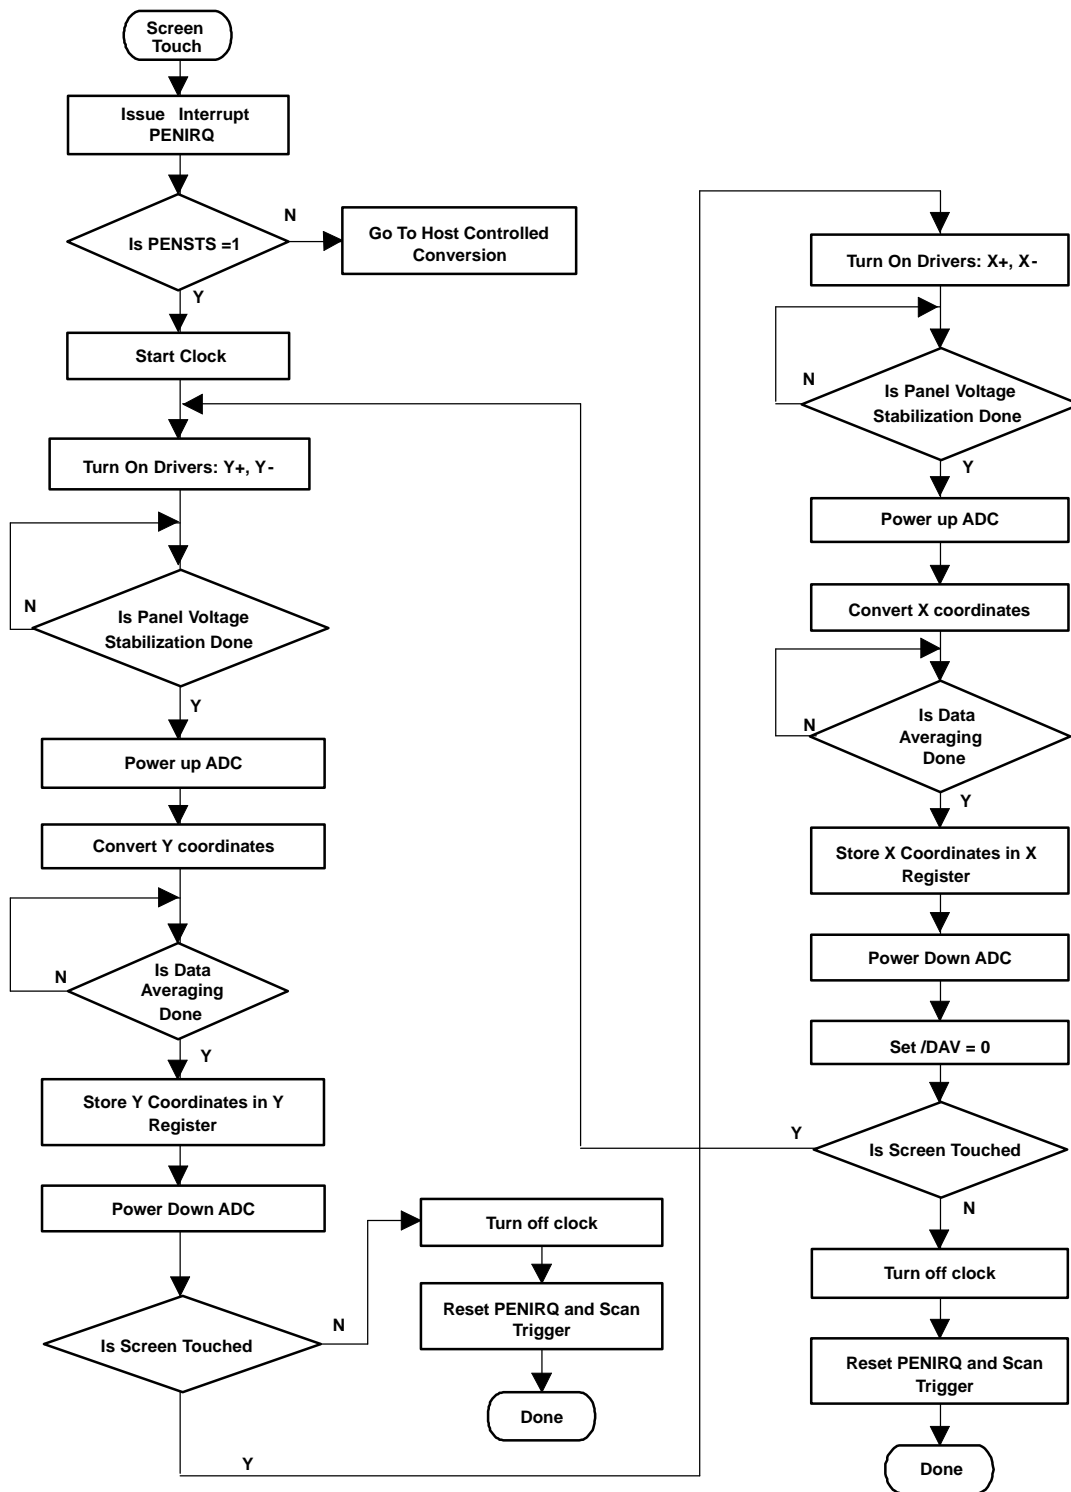 Screen
Touch
Issue Interrupt
PENIRQ
Is PENSTS =1
N
Go To Host Controlled
Conversion
Y
Start Clock
Turn On Drivers: Y+, Y-
N
Is Panel Voltage
Stabilization Done
Y
Power up ADC
Convert Y coordinates
N
Is Data
Averaging
Done
Y
Store Y Coordinates in Y
Register
Power Down ADC
Is Screen Touched
N
Turn off clock
Reset PENIRQ and Scan
Trigger
Done
Y
Turn On Drivers: X+, X-
N
Is Panel Voltage
Stabilization Done
Y
Power up ADC
Convert X coordinates
N
Is Data
Averaging
Done
Y
Store X Coordinates in X
Register
Power Down ADC
Set /DAV = 0
Y
Is Screen Touched
N
Turn off clock
Reset PENIRQ and Scan
Trigger
Done